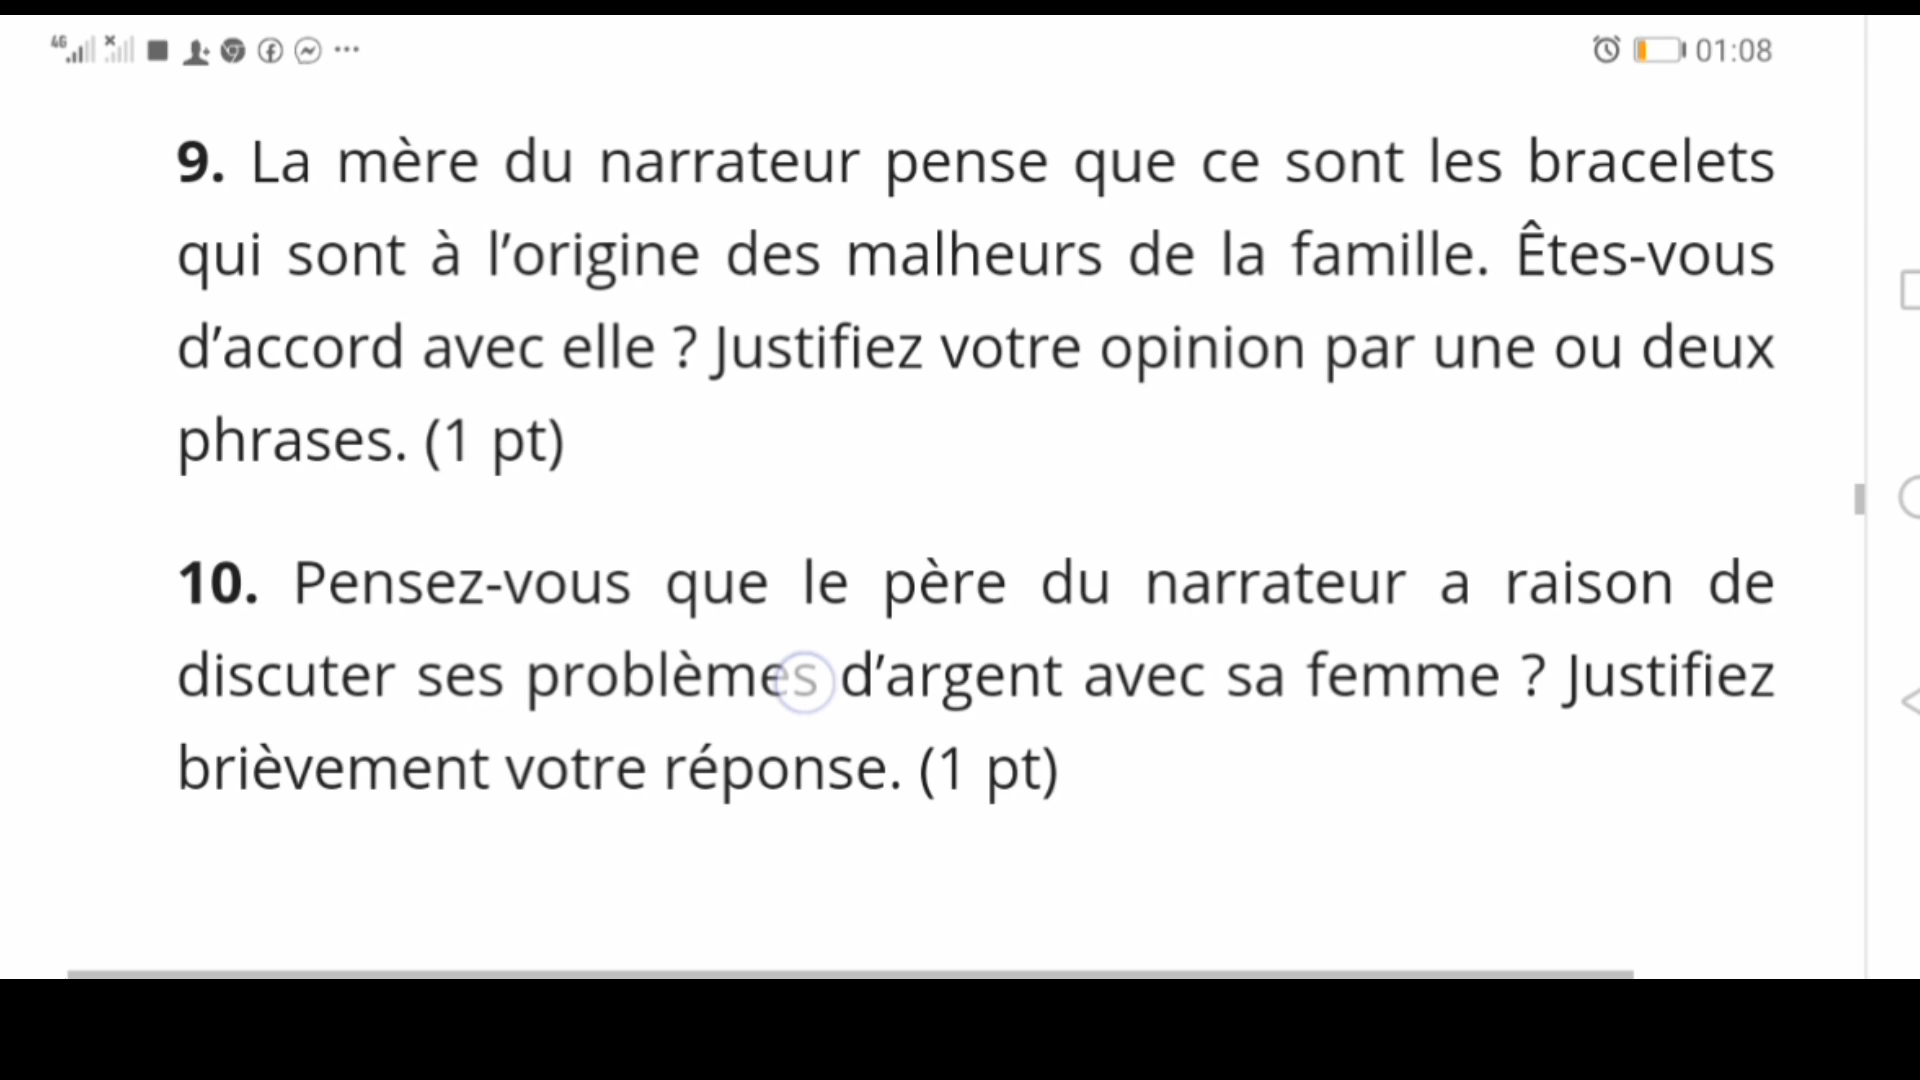 4G 01:08
9. La mère du narrateur pense que ce sont les bracelets
qui sont à l’origine des malheurs de la famille. Êtes-vous
d’accord avec elle ? Justifiez votre opinion par une ou deux
phrases. (1 pt)
10. Pensez-vous que le père du narrateur a raison de
discuter ses problèmes d’argent avec sa femme ? Justifiez
brièvement votre réponse. (1 pt)